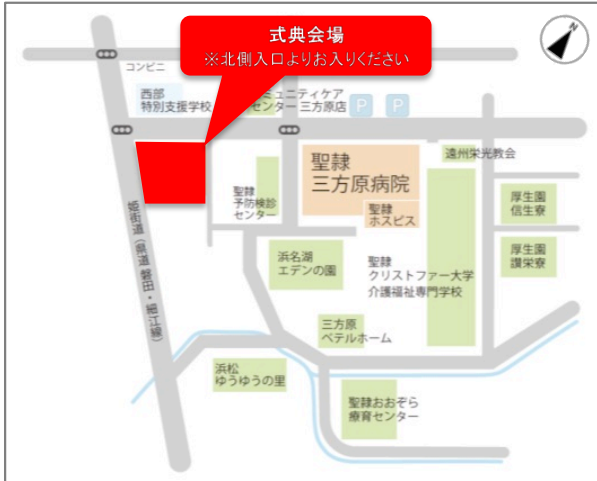 式典会場
※北側入口よりお入りください
N
コンビニ
西部
特別支援学校
ミュニティケア
センター 三方原店
P P
遠州栄光教会
聖隷
三方原病院
聖隷
ホスピス
聖隷
予防検診
センター
厚生園
信生寮
厚生園
讃栄寮
浜名湖
エデンの園
聖隷
クリストファー大学
介護福祉専門学校
姫街道(県道 磐田・細江線)
三方原
ベテルホーム
浜松
ゆうゆうの里
聖隷おおぞら
療育センター